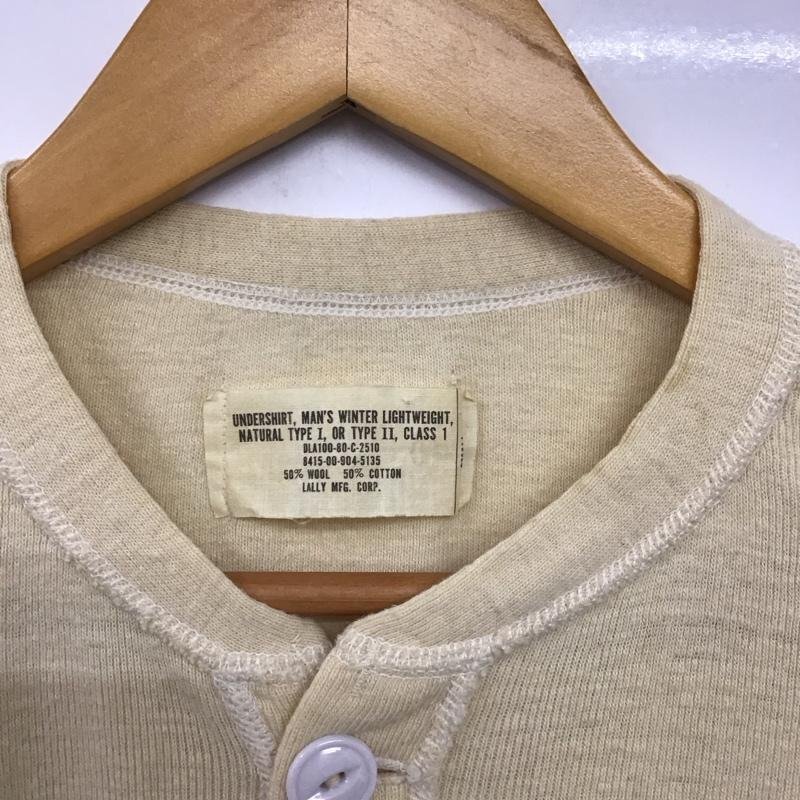 UNDERSHIRT, MAN'S WINTER LIGHTWEIGHT,
NATURAL TYPE I, OR TYPE II, CLASS 1
DLA100-80-C-2510
8415-00-904-5135
50% WOOL 50% COTTON
LALLY MFG. CORP.